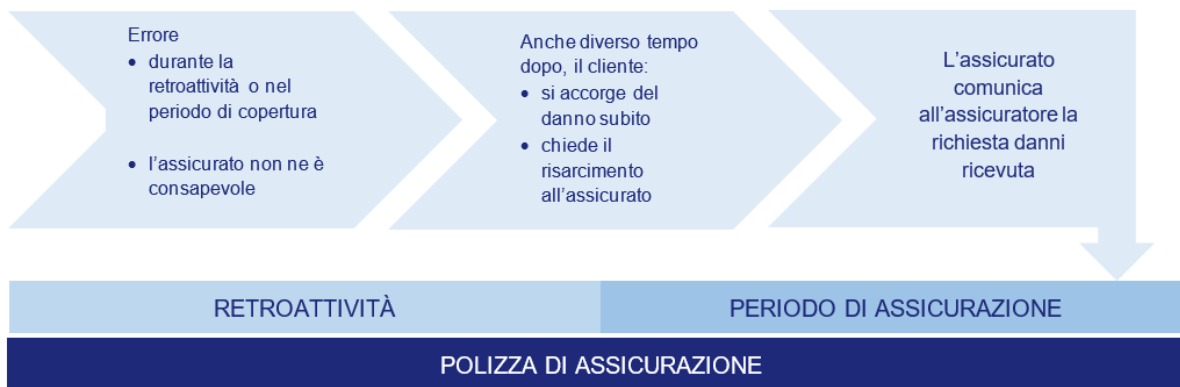 Errore
• durante la
retroattività o nel
periodo di copertura
• l'assicurato non ne è
consapevole
Anche diverso tempo
dopo, il cliente:
• si accorge del
danno subito
• chiede il
risarcimento
all'assicurato
L'assicurato
comunica
all'assicuratore la
richiesta danni
ricevuta
RETROATTIVITÀ
PERIODO DI ASSICURAZIONE
POLIZZA DI ASSICURAZIONE